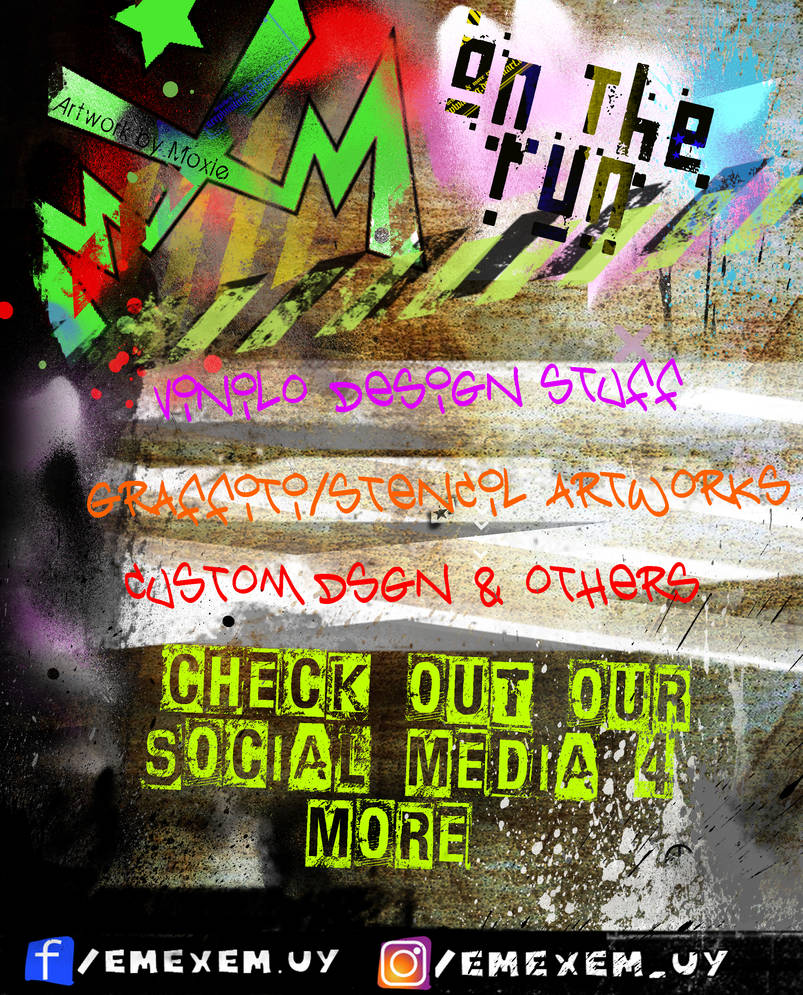 Artwork by Moxie
MXM
on the
run
VINILO DESIGN STUFF
GRAFFITI/STENCIL ARTWORKS
CUSTOM DSGN & OTHERS
CHECK OUT OUR
SOCIAL MEDIA 4
MORE
/EMEXEM.UY
/EMEXEM_UY